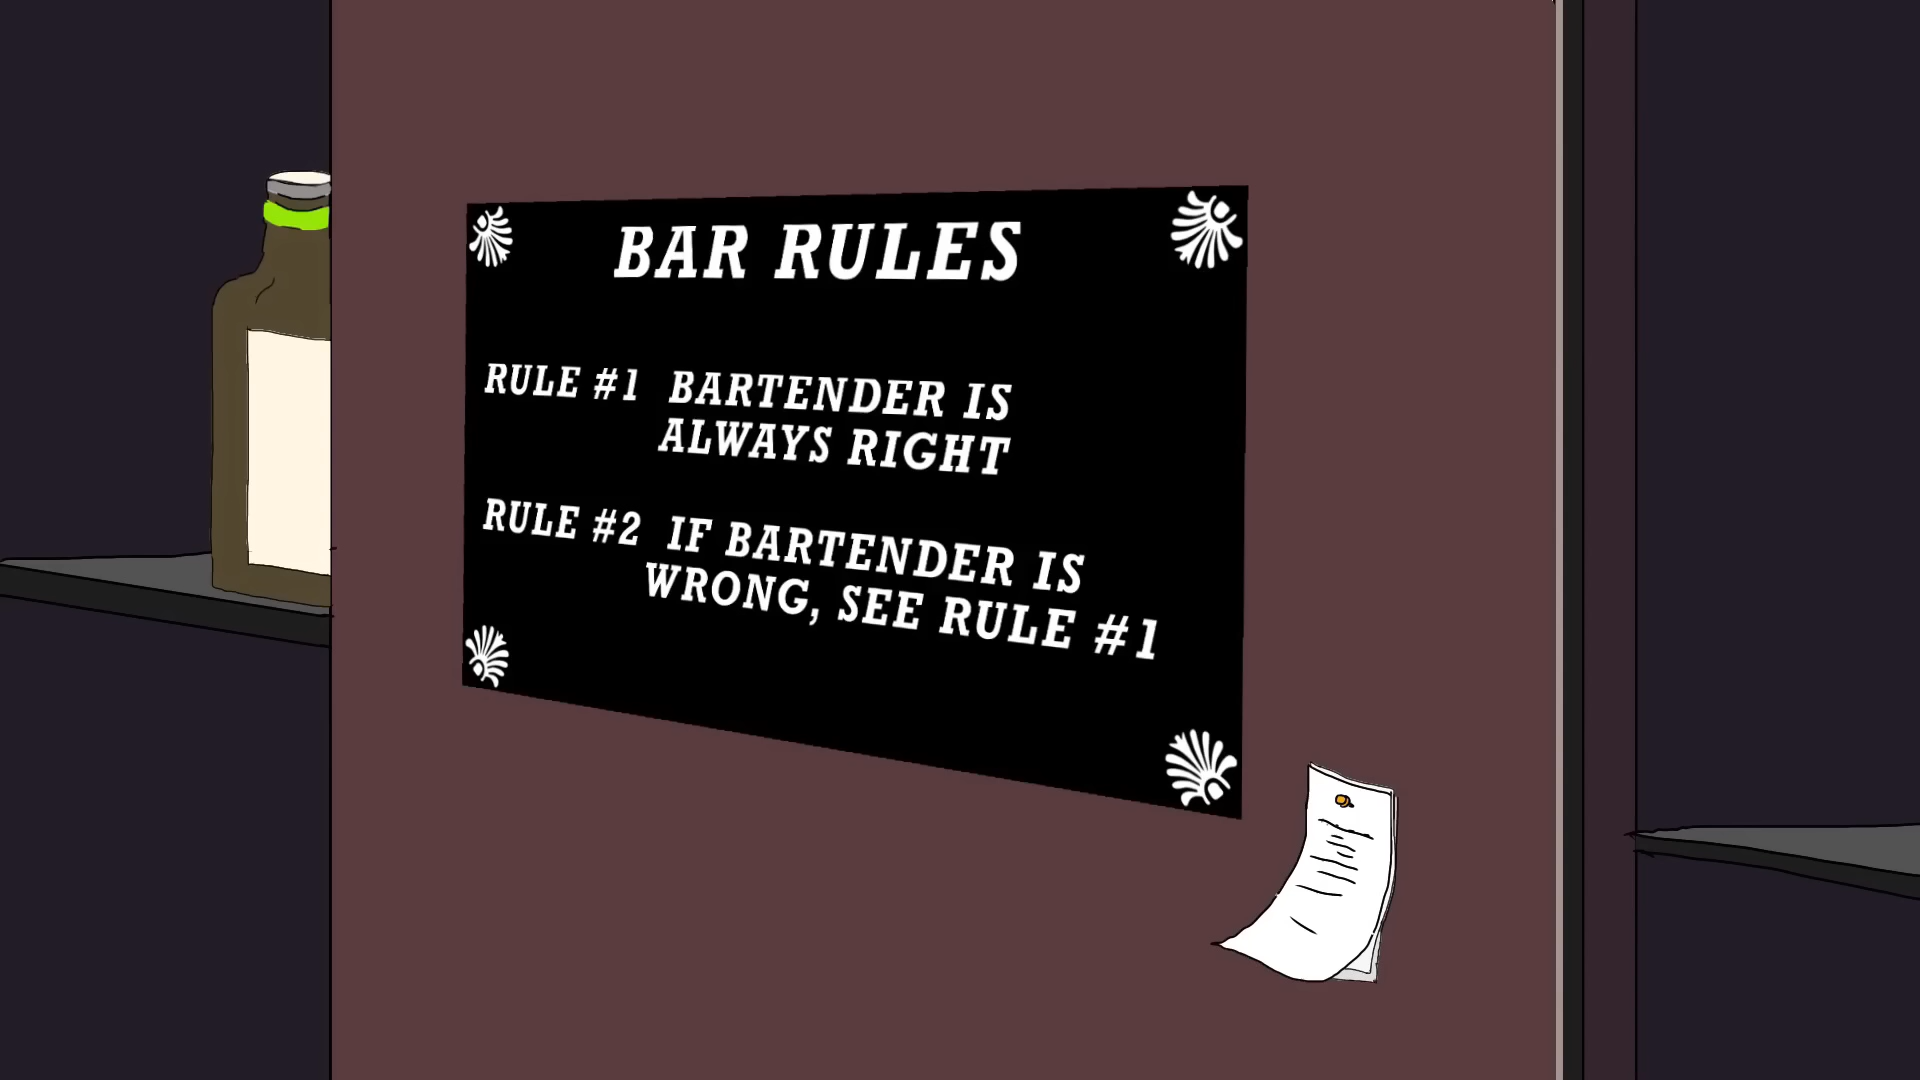 BAR RULES
RULE #1 BARTENDER IS
ALWAYS RIGHT
RULE #2 IF BARTENDER IS
WRONG, SEE RULE #1